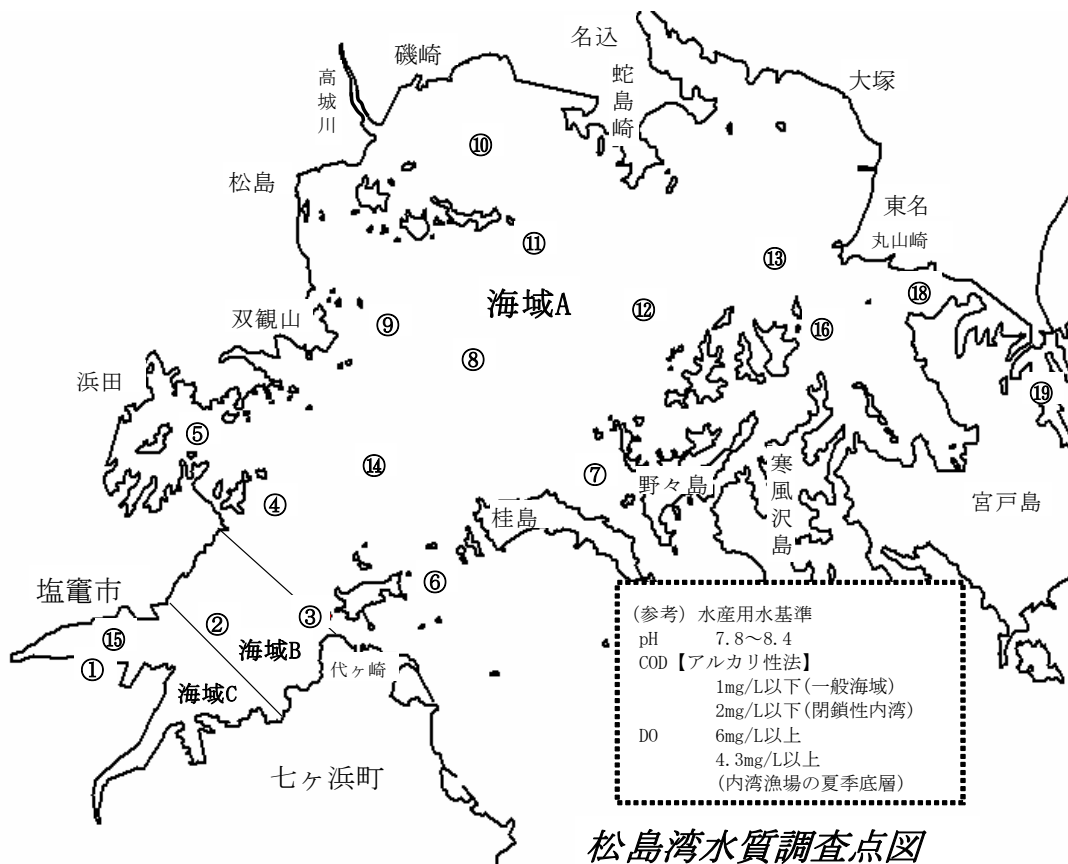 名込
磯崎
大塚
蛇島崎
高城川
⑩
松島
東名
丸山崎
⑪
⑬
⑱
海域A
⑫
⑨
⑯
双観山
⑧
浜田
⑲
⑤
⑭
⑦
野々島
寒風沢島
宮戸島
④
桂島
⑥
塩竈市
③
②
⑮
海域B
①
代ヶ崎
海域C
七ヶ浜町
(参考) 水産用水基準
pH 7.8～8.4
COD【アルカリ性法】
1mg/L以下(一般海域)
2mg/L以下(閉鎖性内湾)
DO 6mg/L以上
4.3mg/L以上
(内湾漁場の夏季底層)
松島湾水質調査点図